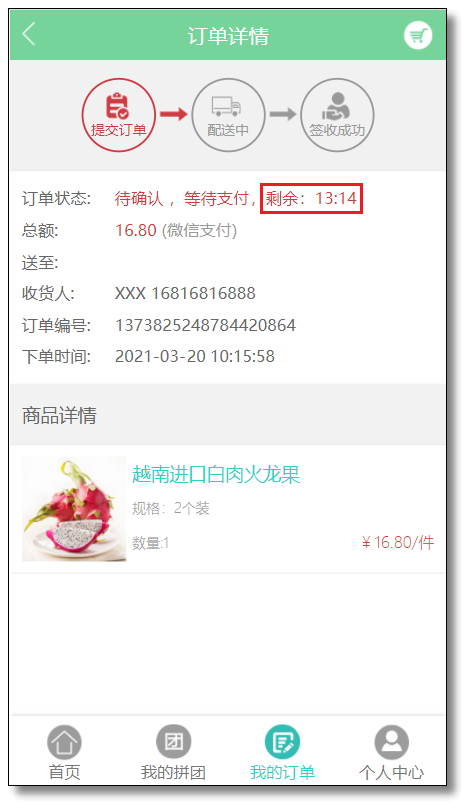 订单详情
提交订单 配送中 签收成功
订单状态: 待确认 ，等待支付, 剩余：13:14
总额: 16.80 (微信支付)
送至:
收货人: XXX 16816816888
订单编号: 1373825248784420864
下单时间: 2021-03-20 10:15:58
商品详情
越南进口白肉火龙果
规格：2个装
数量:1 ￥16.80/件
团
首页 我的拼团 我的订单 个人中心